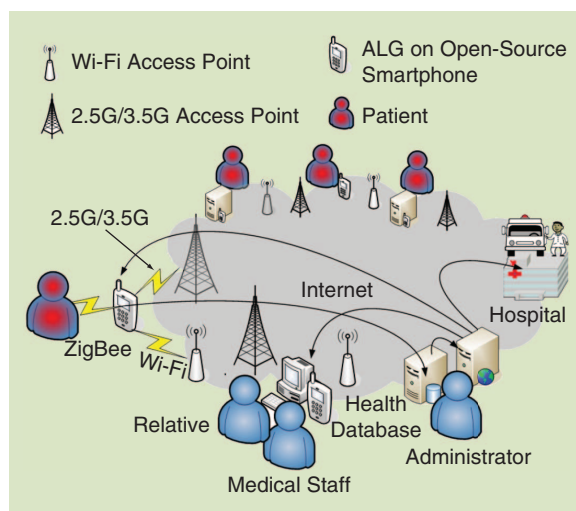 Wi-Fi Access Point
ALG on Open-Source
Smartphone
2.5G/3.5G Access Point
Patient
2.5G/3.5G
Internet
Hospital
ZigBee
Wi-Fi
Relative
Health
Database
Administrator
Medical Staff